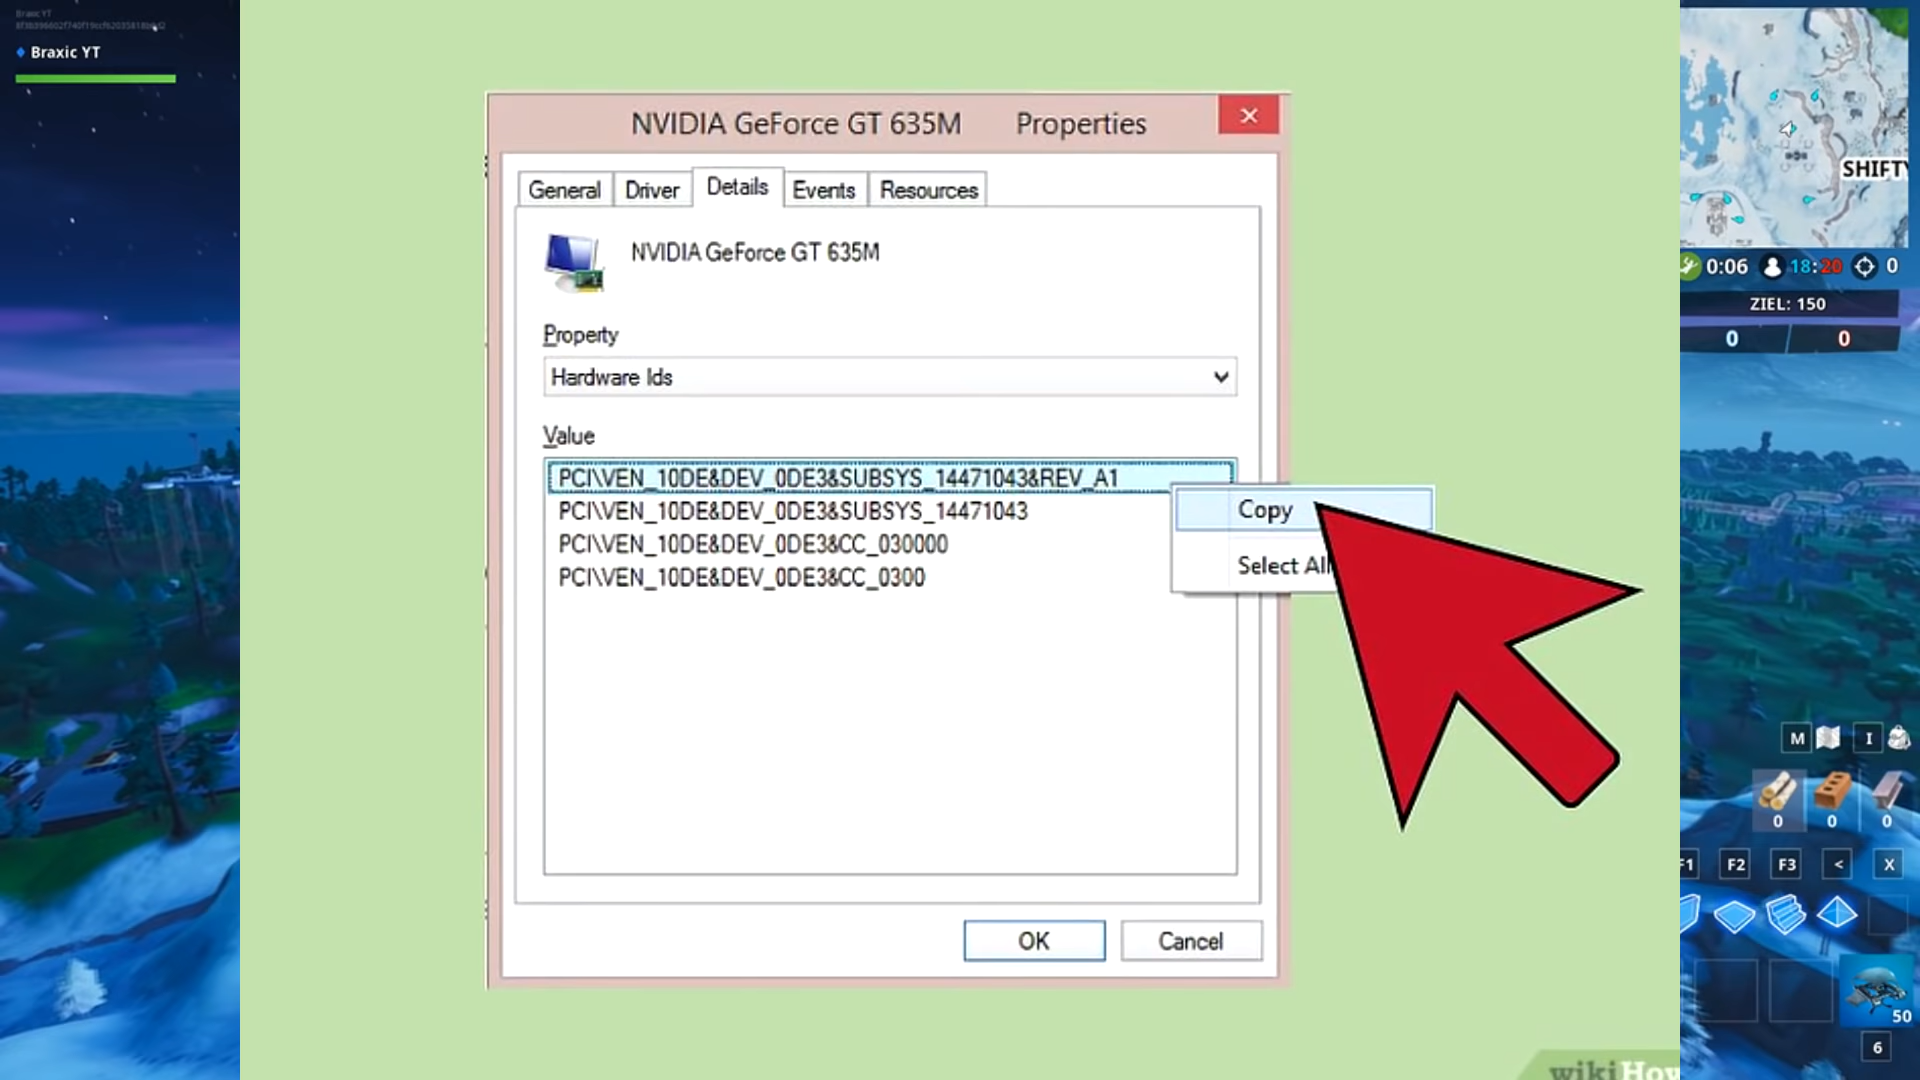 Braxic YT
Braxic YT
NVIDIA GeForce GT 635M Properties
General Driver Details Events Resources
NVIDIA GeForce GT 635M
Property
Hardware Ids
Value
PCI\VEN_10DE&DEV_0DE3&SUBSYS_14471043&REV_A1
PCI\VEN_10DE&DEV_0DE3&SUBSYS_14471043
PCI\VEN_10DE&DEV_0DE3&CC_030000
PCI\VEN_10DE&DEV_0DE3&CC_0300
Copy
Select All
OK Cancel
wikiHow
SHIFTY
0:06 18:20 0
ZIEL: 150
0 0
M I
0 0 0
F1 F2 F3 < X
50
6